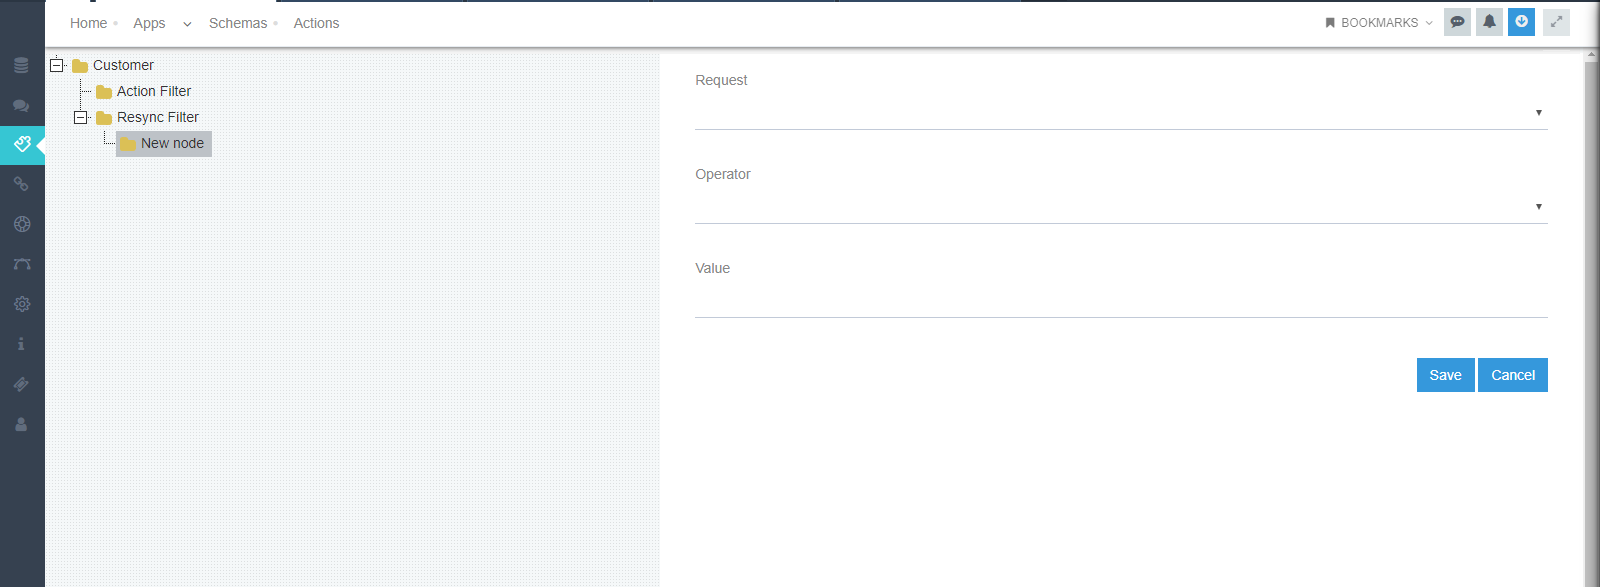 Home Apps Schemas Actions BOOKMARKS
Customer
Action Filter
Resync Filter
New node
Request
Operator
Value
Save Cancel